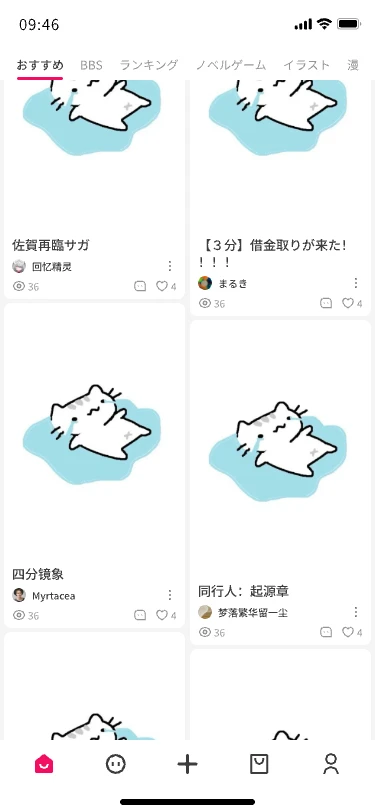 09:46
おすすめ BBS ランキング ノベルゲーム イラスト 漫
佐賀再臨サガ
回忆精灵
36 4
【３分】借金取りが来た！
！！！
まるき
36 4
四分镜象
Myrtacea
36 4
同行人：起源章
梦落繁华留一尘
36 4